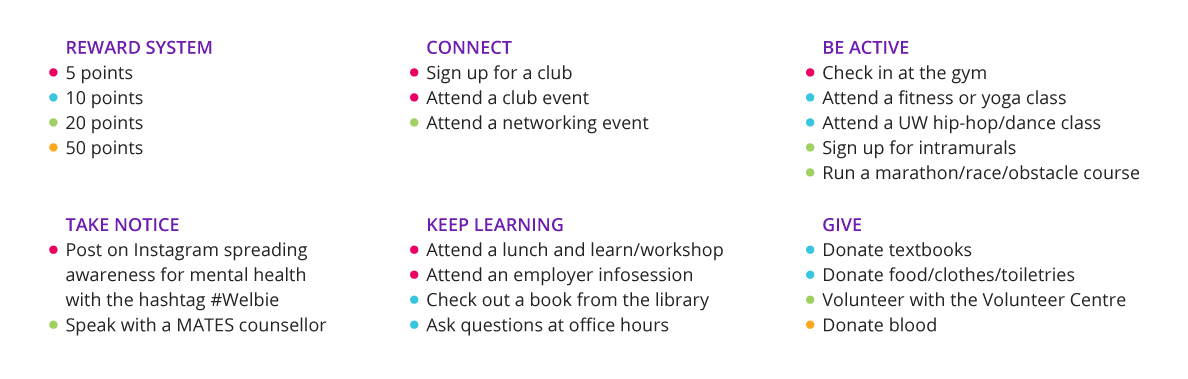 REWARD SYSTEM
5 points
10 points
20 points
50 points
CONNECT
Sign up for a club
Attend a club event
Attend a networking event
BE ACTIVE
Check in at the gym
Attend a fitness or yoga class
Attend a UW hip-hop/dance class
Sign up for intramurals
Run a marathon/race/obstacle course
TAKE NOTICE
Post on Instagram spreading
awareness for mental health
with the hashtag #Welbie
Speak with a MATES counsellor
KEEP LEARNING
Attend a lunch and learn/workshop
Attend an employer infosession
Check out a book from the library
Ask questions at office hours
GIVE
Donate textbooks
Donate food/clothes/toiletries
Volunteer with the Volunteer Centre
Donate blood